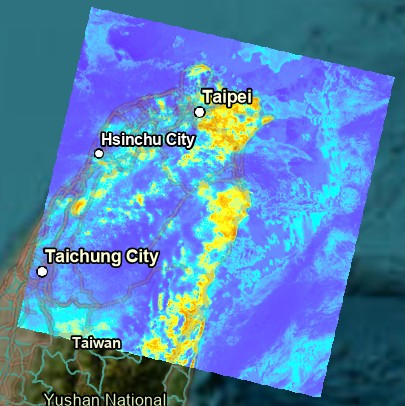 Taipei
Hsinchu City
Taichung City
Taiwan
Yushan National